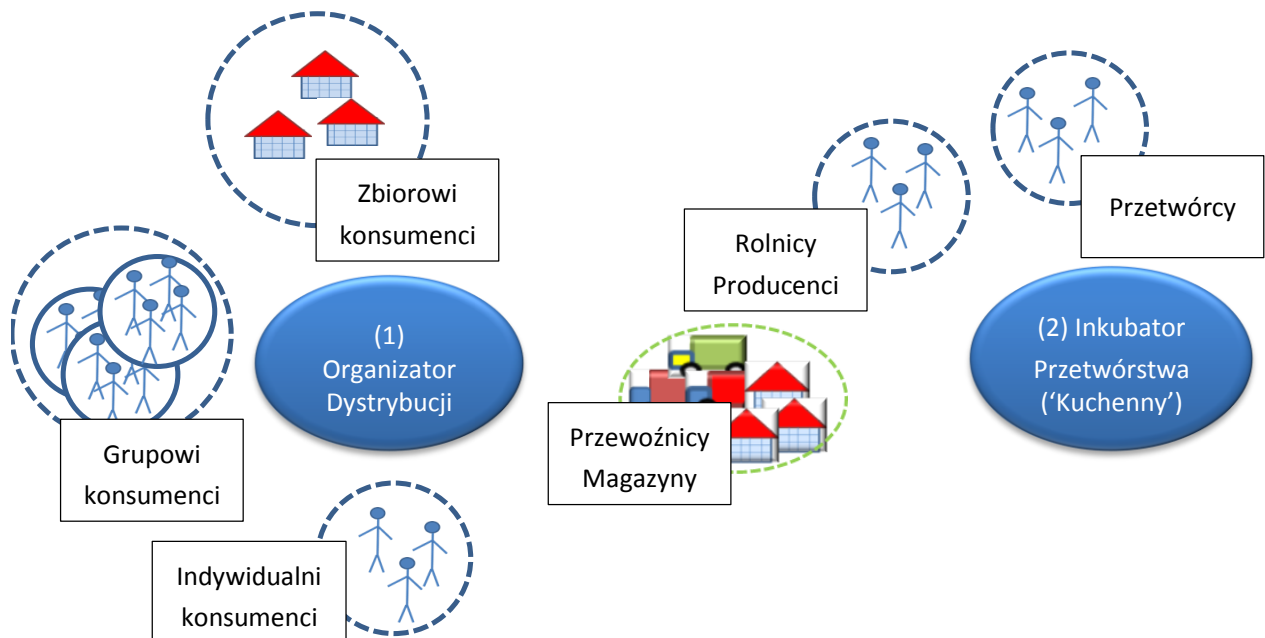 Zbiorowi
konsumenci
Przetwórcy
Rolnicy
Producenci
(1)
Organizator
Dystrybucji
(2) Inkubator
Przetwórstwa
(‘Kuchenny’)
Przewoźnicy
Magazyny
Grupowi
konsumenci
Indywidualni
konsumenci